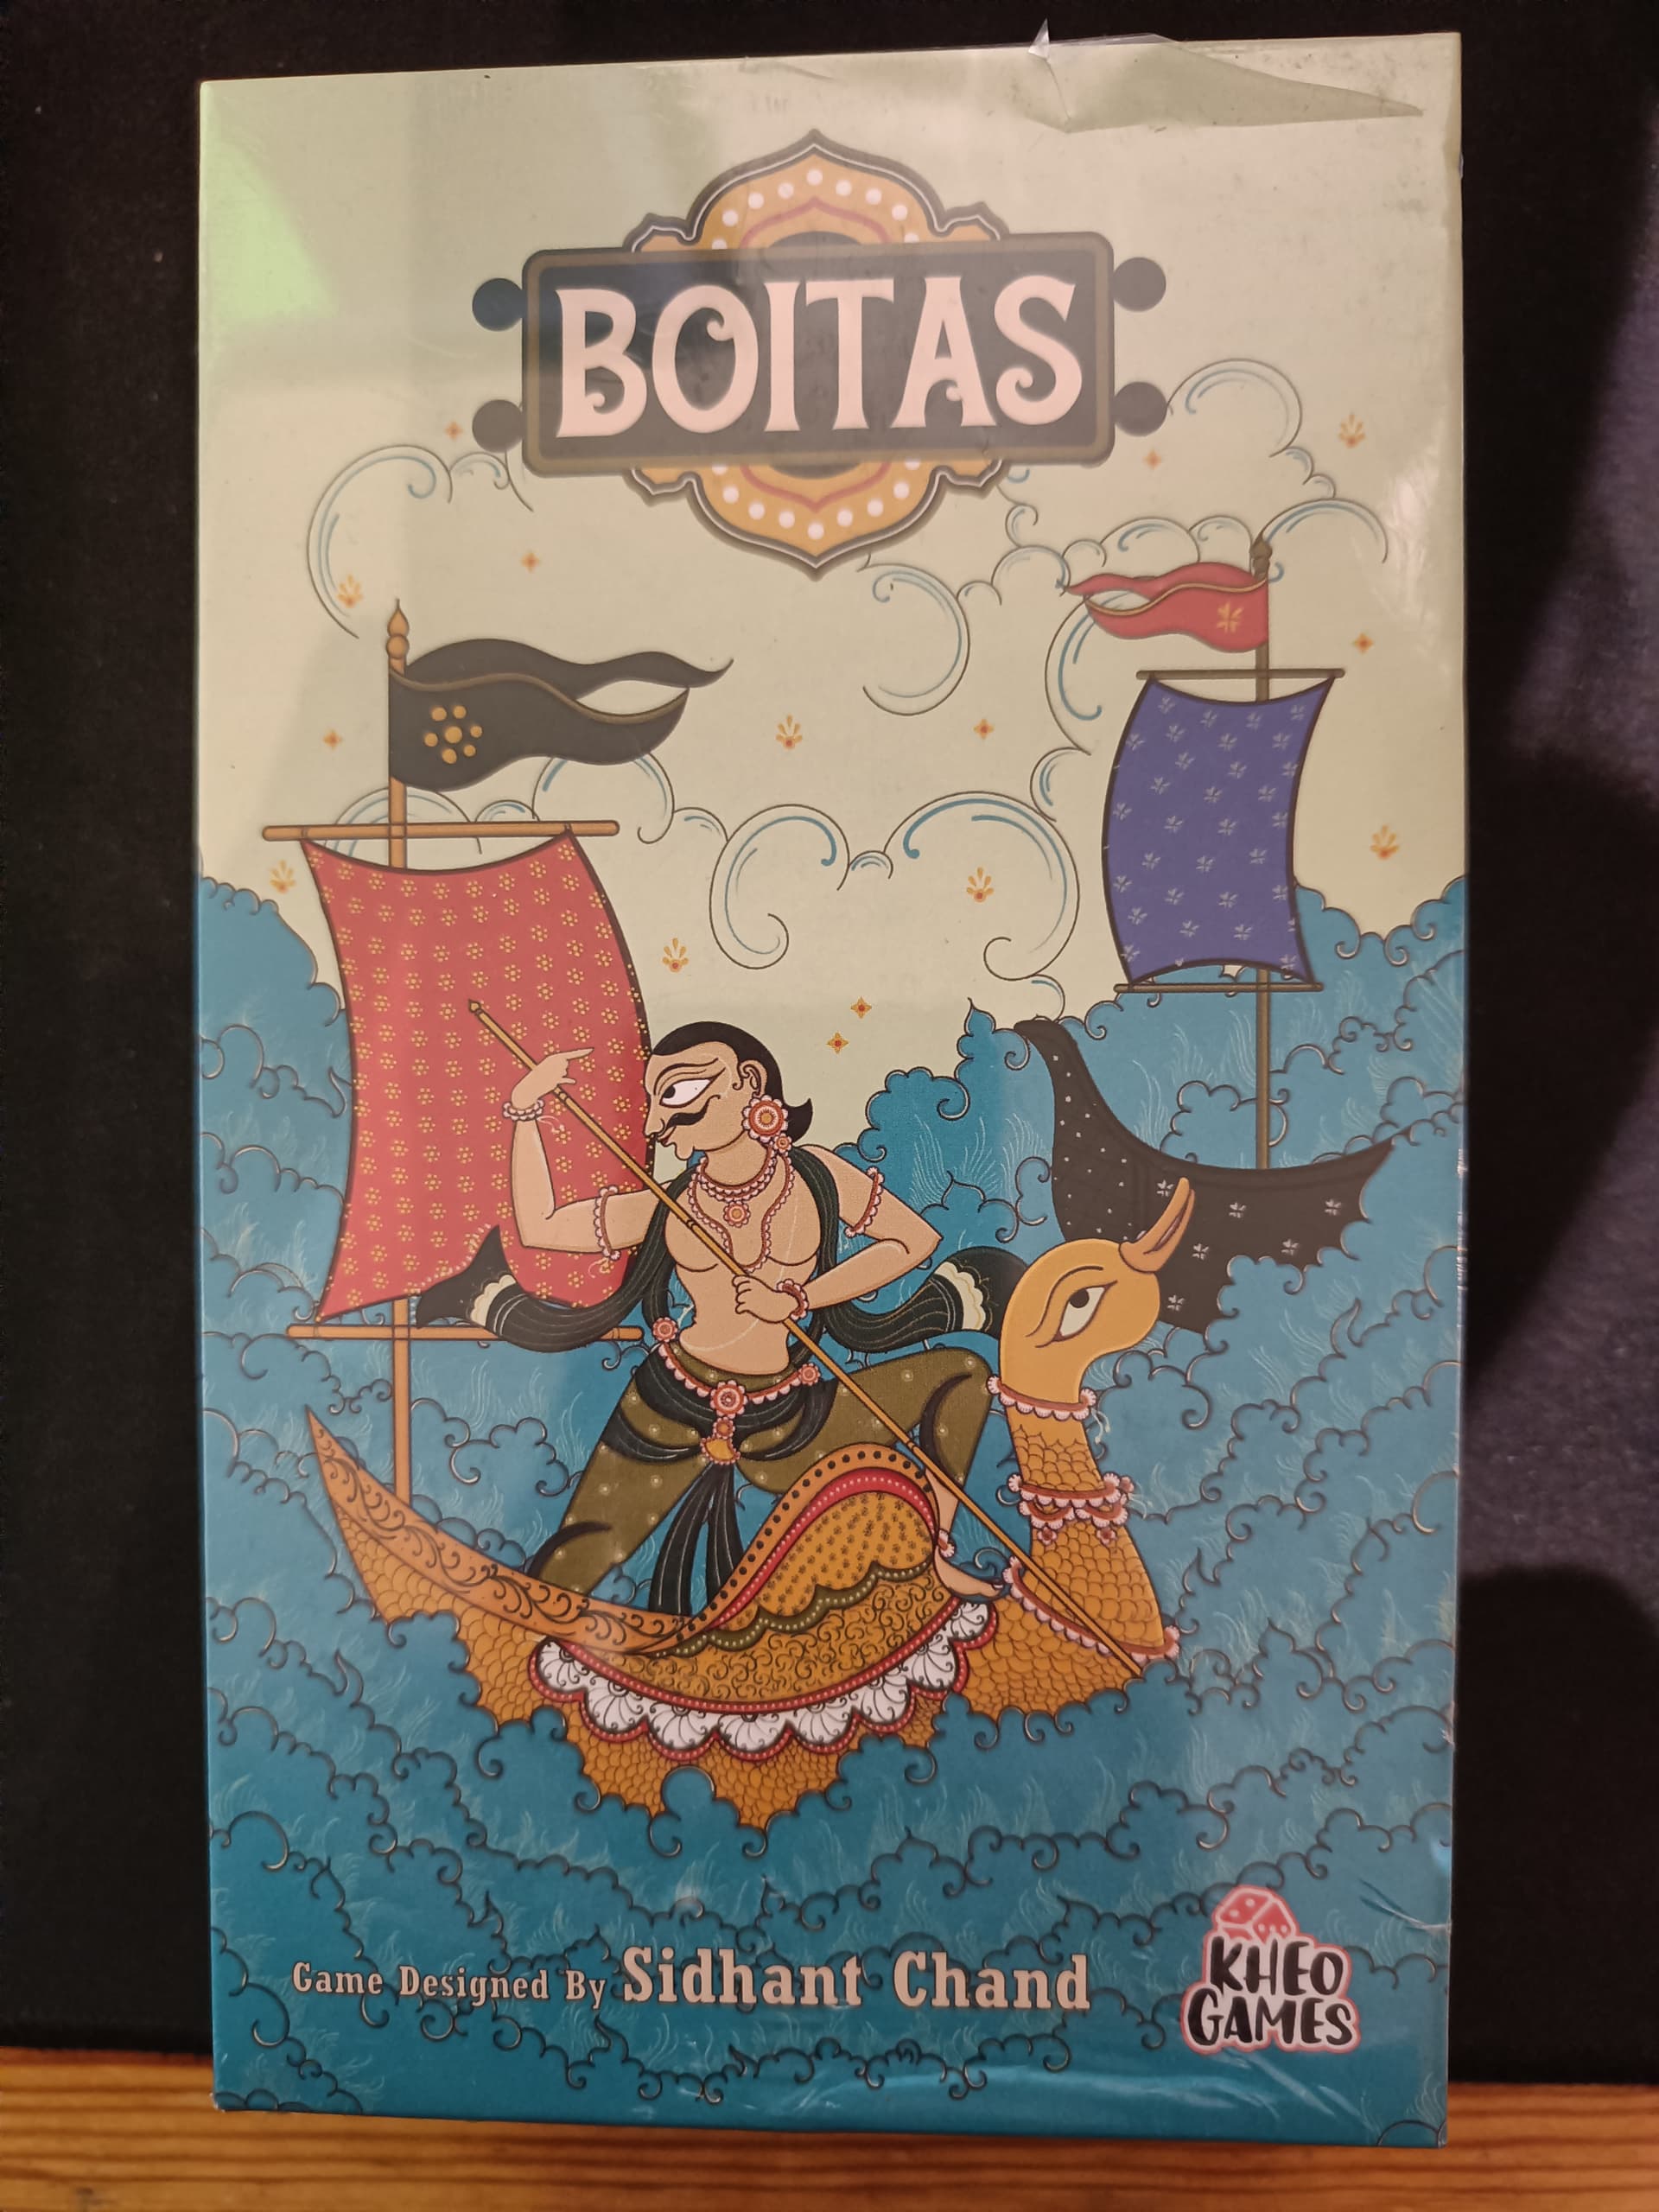 BOITAS
Game Designed By Sidhant Chand
KHEO
GAMES